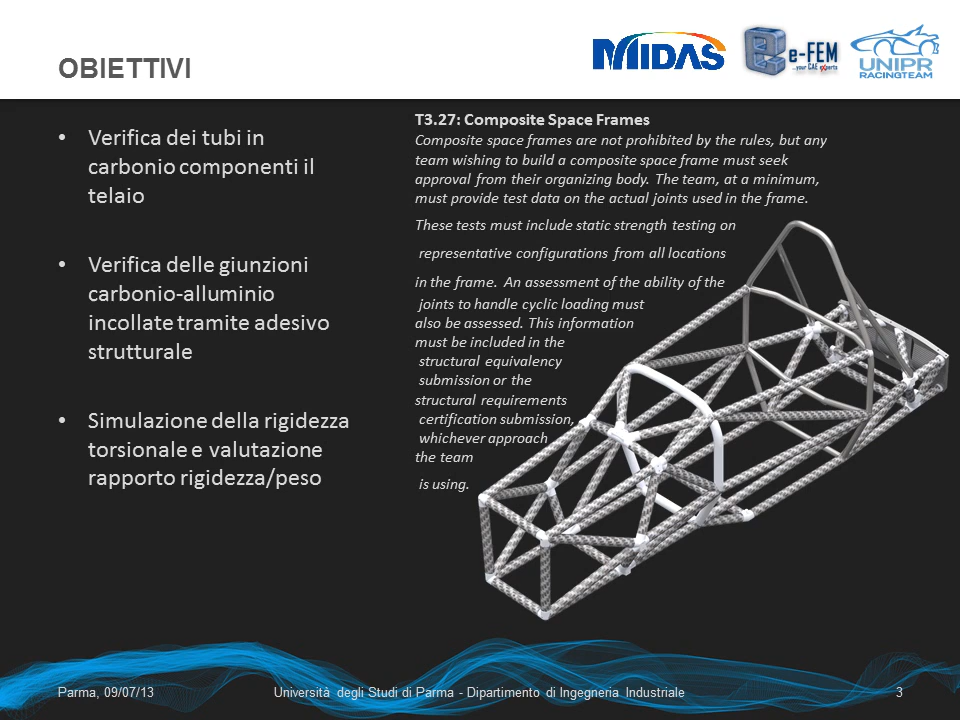 OBIETTIVI
MIDAS
e-FEM
...your CAE experts
UNIPR
RACINGTEAM
• Verifica dei tubi in
carbonio componenti il
telaio
• Verifica delle giunzioni
carbonio-alluminio
incollate tramite adesivo
strutturale
• Simulazione della rigidezza
torsionale e valutazione
rapporto rigidezza/peso
T3.27: Composite Space Frames
Composite space frames are not prohibited by the rules, but any
team wishing to build a composite space frame must seek
approval from their organizing body. The team, at a minimum,
must provide test data on the actual joints used in the frame.
These tests must include static strength testing on
representative configurations from all locations
in the frame. An assessment of the ability of the
joints to handle cyclic loading must
also be assessed. This information
must be included in the
structural equivalency
submission or the
structural requirements
certification submission,
whichever approach
the team
is using.
Parma, 09/07/13
Università degli Studi di Parma - Dipartimento di Ingegneria Industriale
3